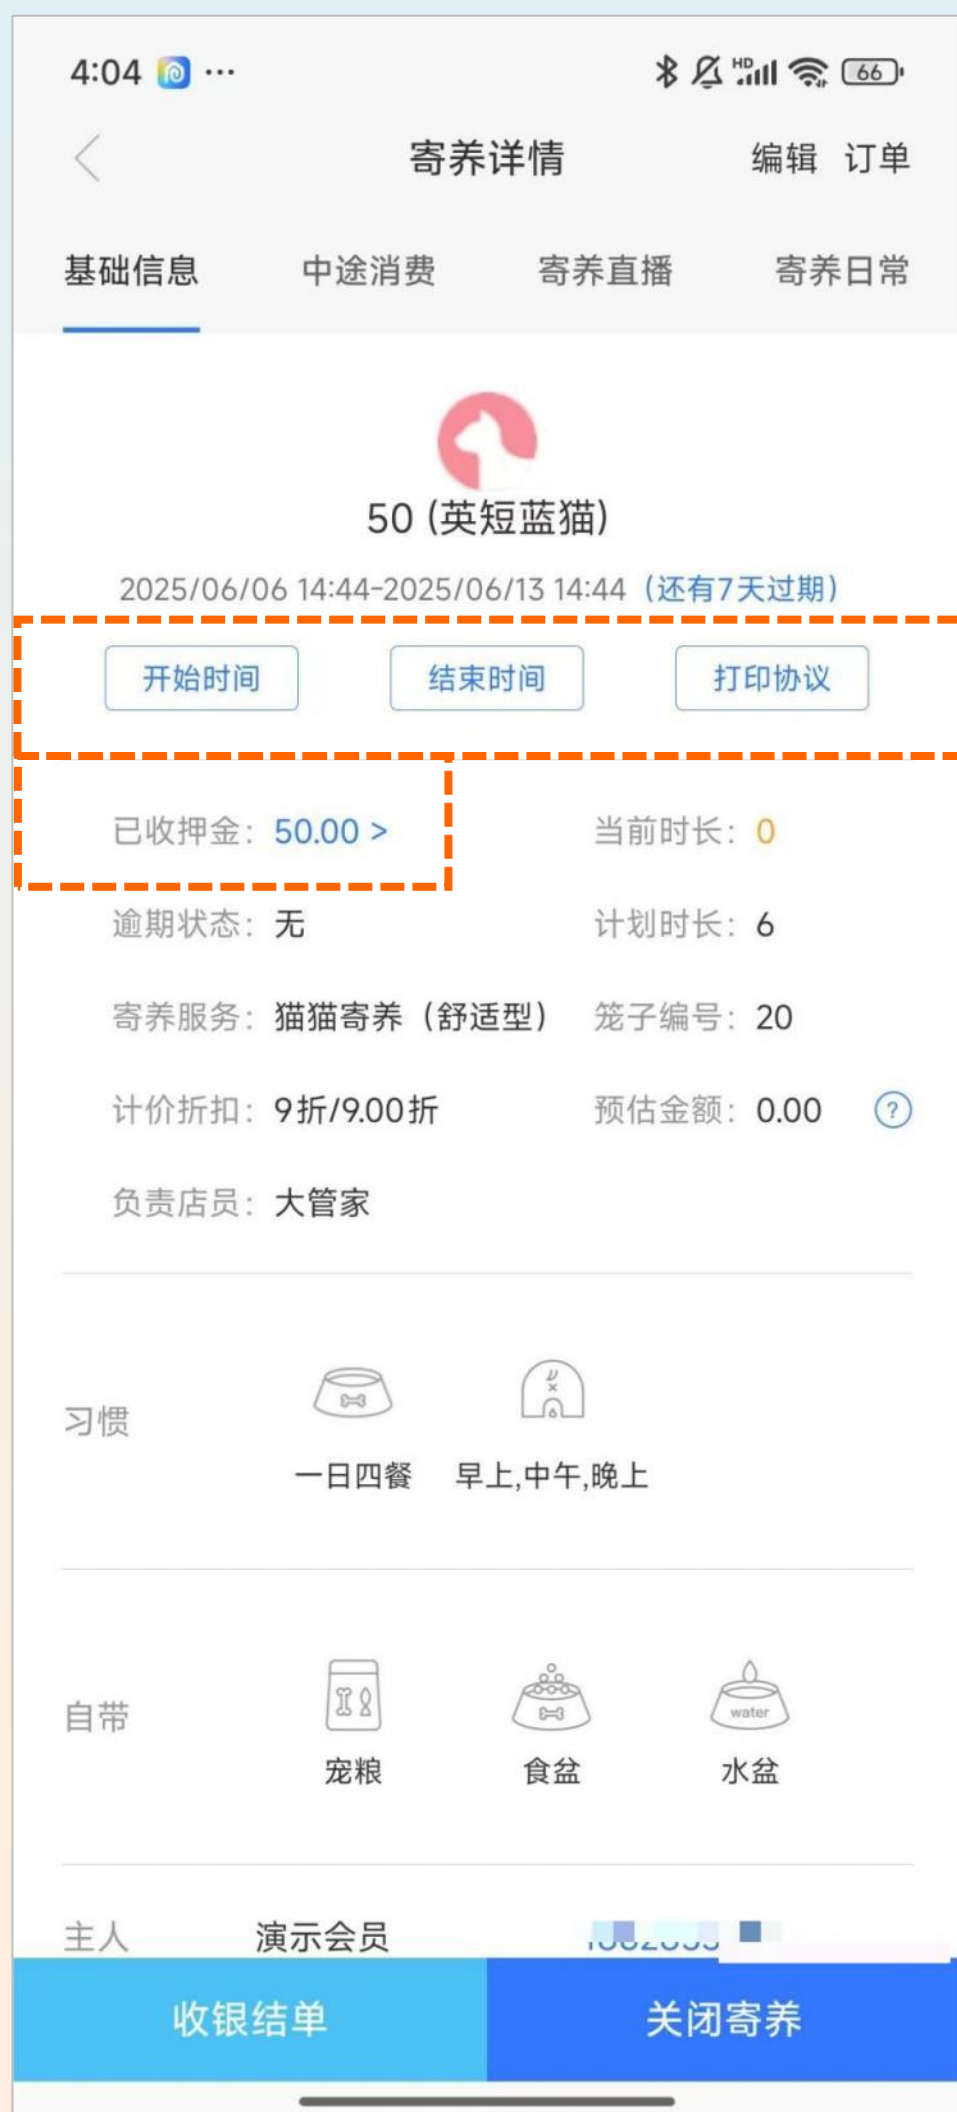 4:04 ... HD 66
寄养详情 编辑 订单
基础信息 中途消费 寄养直播 寄养日常
50 (英短蓝猫)
2025/06/06 14:44-2025/06/13 14:44（还有7天过期）
开始时间 结束时间 打印协议
已收押金: 50.00 > 当前时长: 0
逾期状态: 无 计划时长: 6
寄养服务: 猫猫寄养（舒适型） 笼子编号: 20
计价折扣: 9折/9.00折 预估金额: 0.00 ?
负责店员: 大管家
习惯
一日四餐 早上,中午,晚上
自带
water
宠粮 食盆 水盆
主人 演示会员
收银结单 关闭寄养